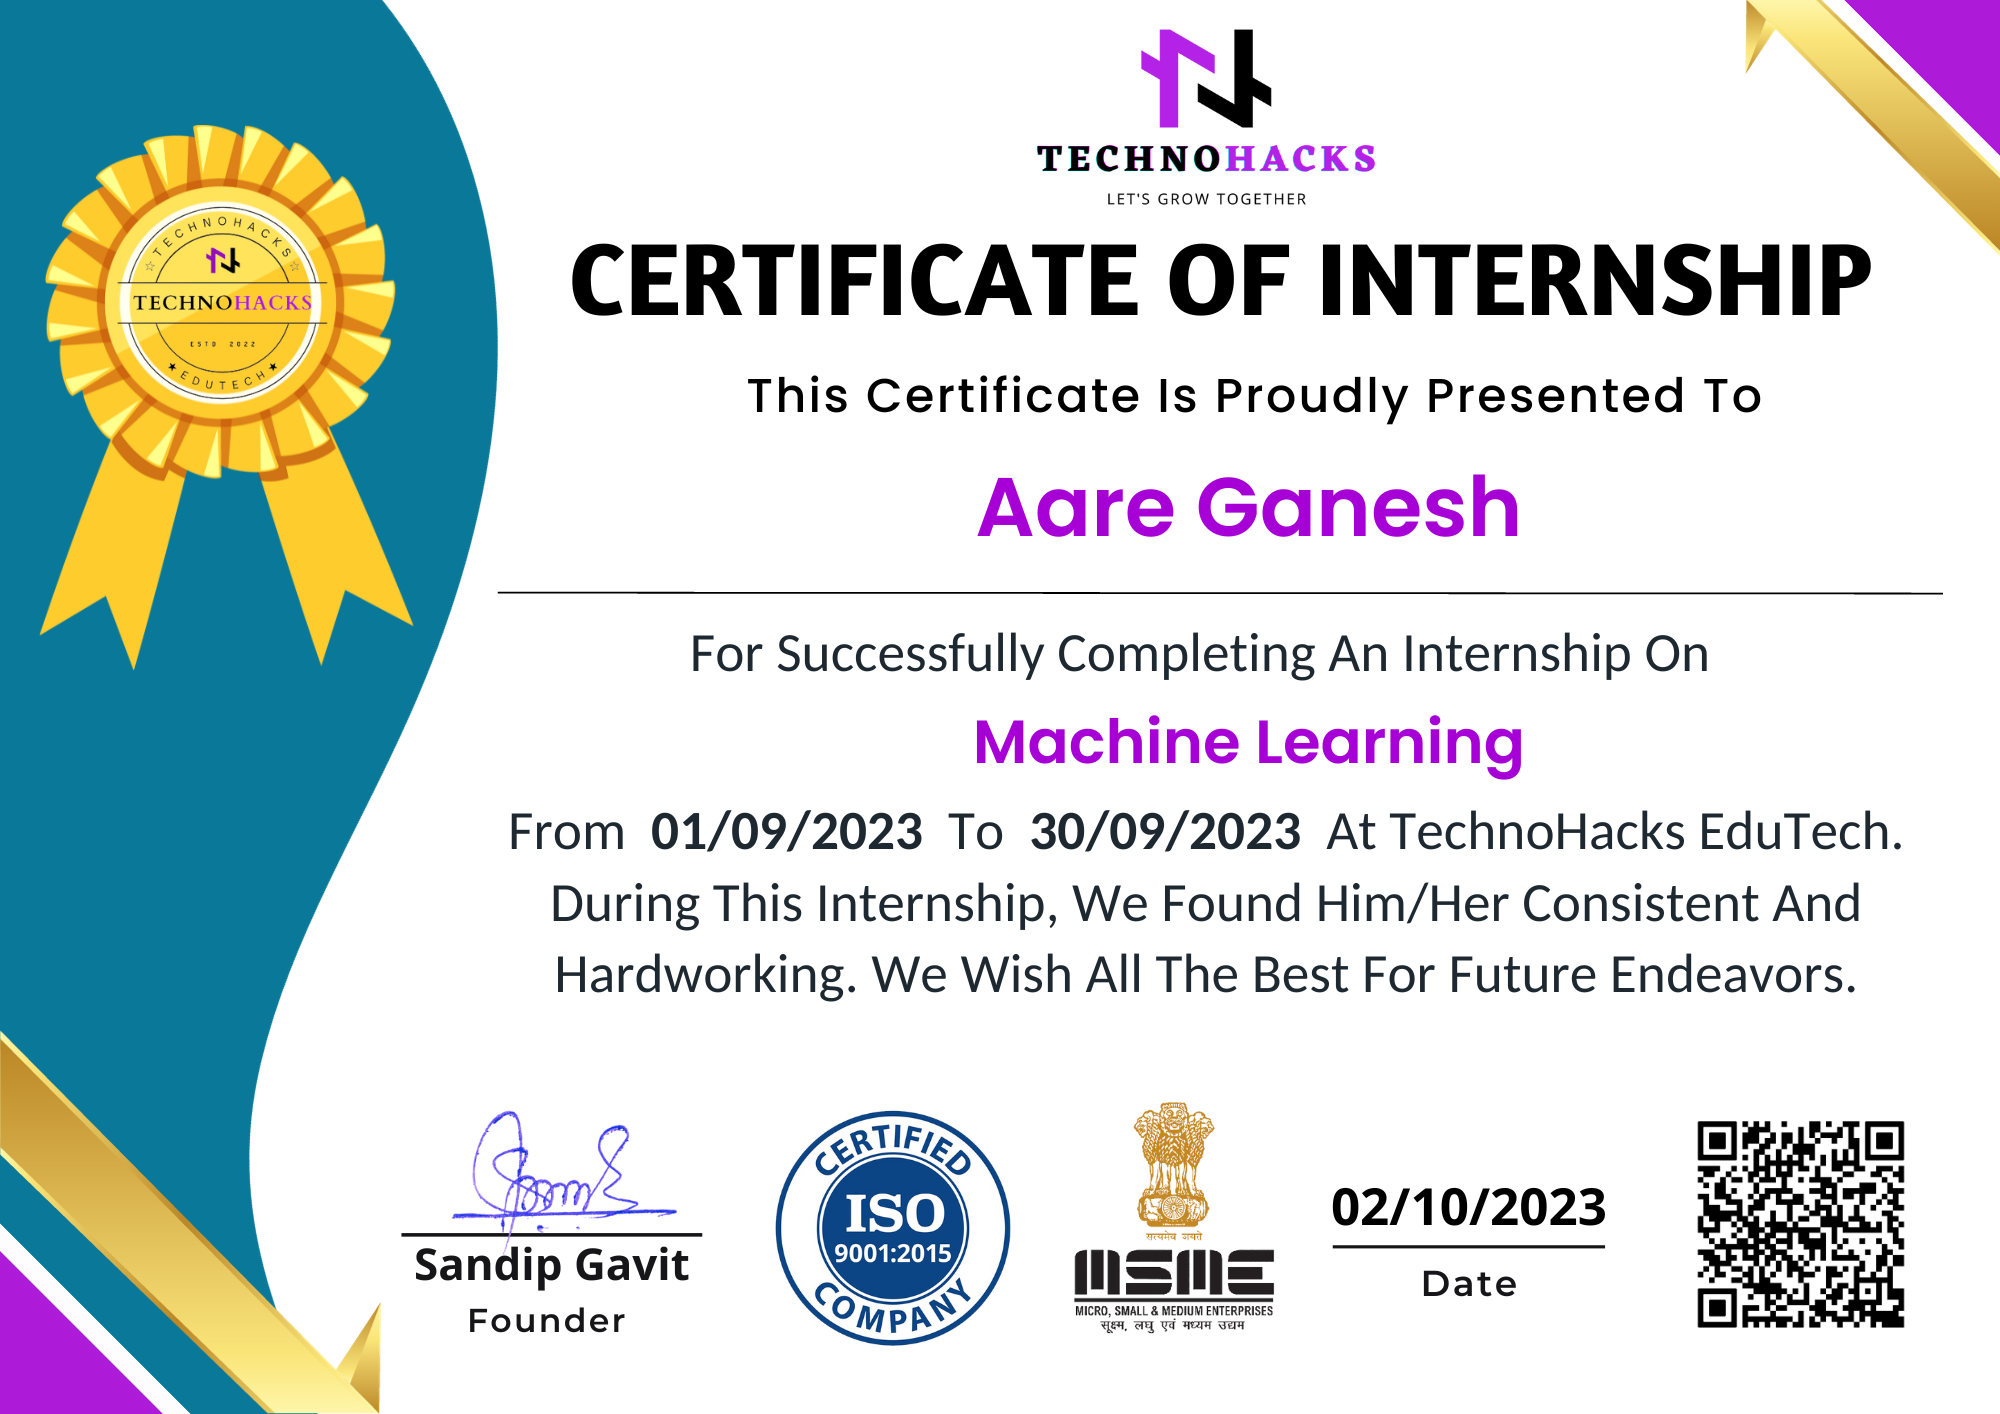 TECHNOHACKS
LET'S GROW TOGETHER
CERTIFICATE OF INTERNSHIP
This Certificate Is Proudly Presented To
Aare Ganesh
For Successfully Completing An Internship On
Machine Learning
From 01/09/2023 To 30/09/2023 At TechnoHacks EduTech.
During This Internship, We Found Him/Her Consistent And
Hardworking. We Wish All The Best For Future Endeavors.
TECHNOHACKS
TECHNOHACKS
ESTD 2022
EDUTECH
Sandip Gavit
Founder
CERTIFIED
ISO
9001:2015
COMPANY
सत्यमेव जयते
MSME
MICRO, SMALL & MEDIUM ENTERPRISES
सूक्ष्म, लघु एवं मध्यम उद्यम
02/10/2023
Date